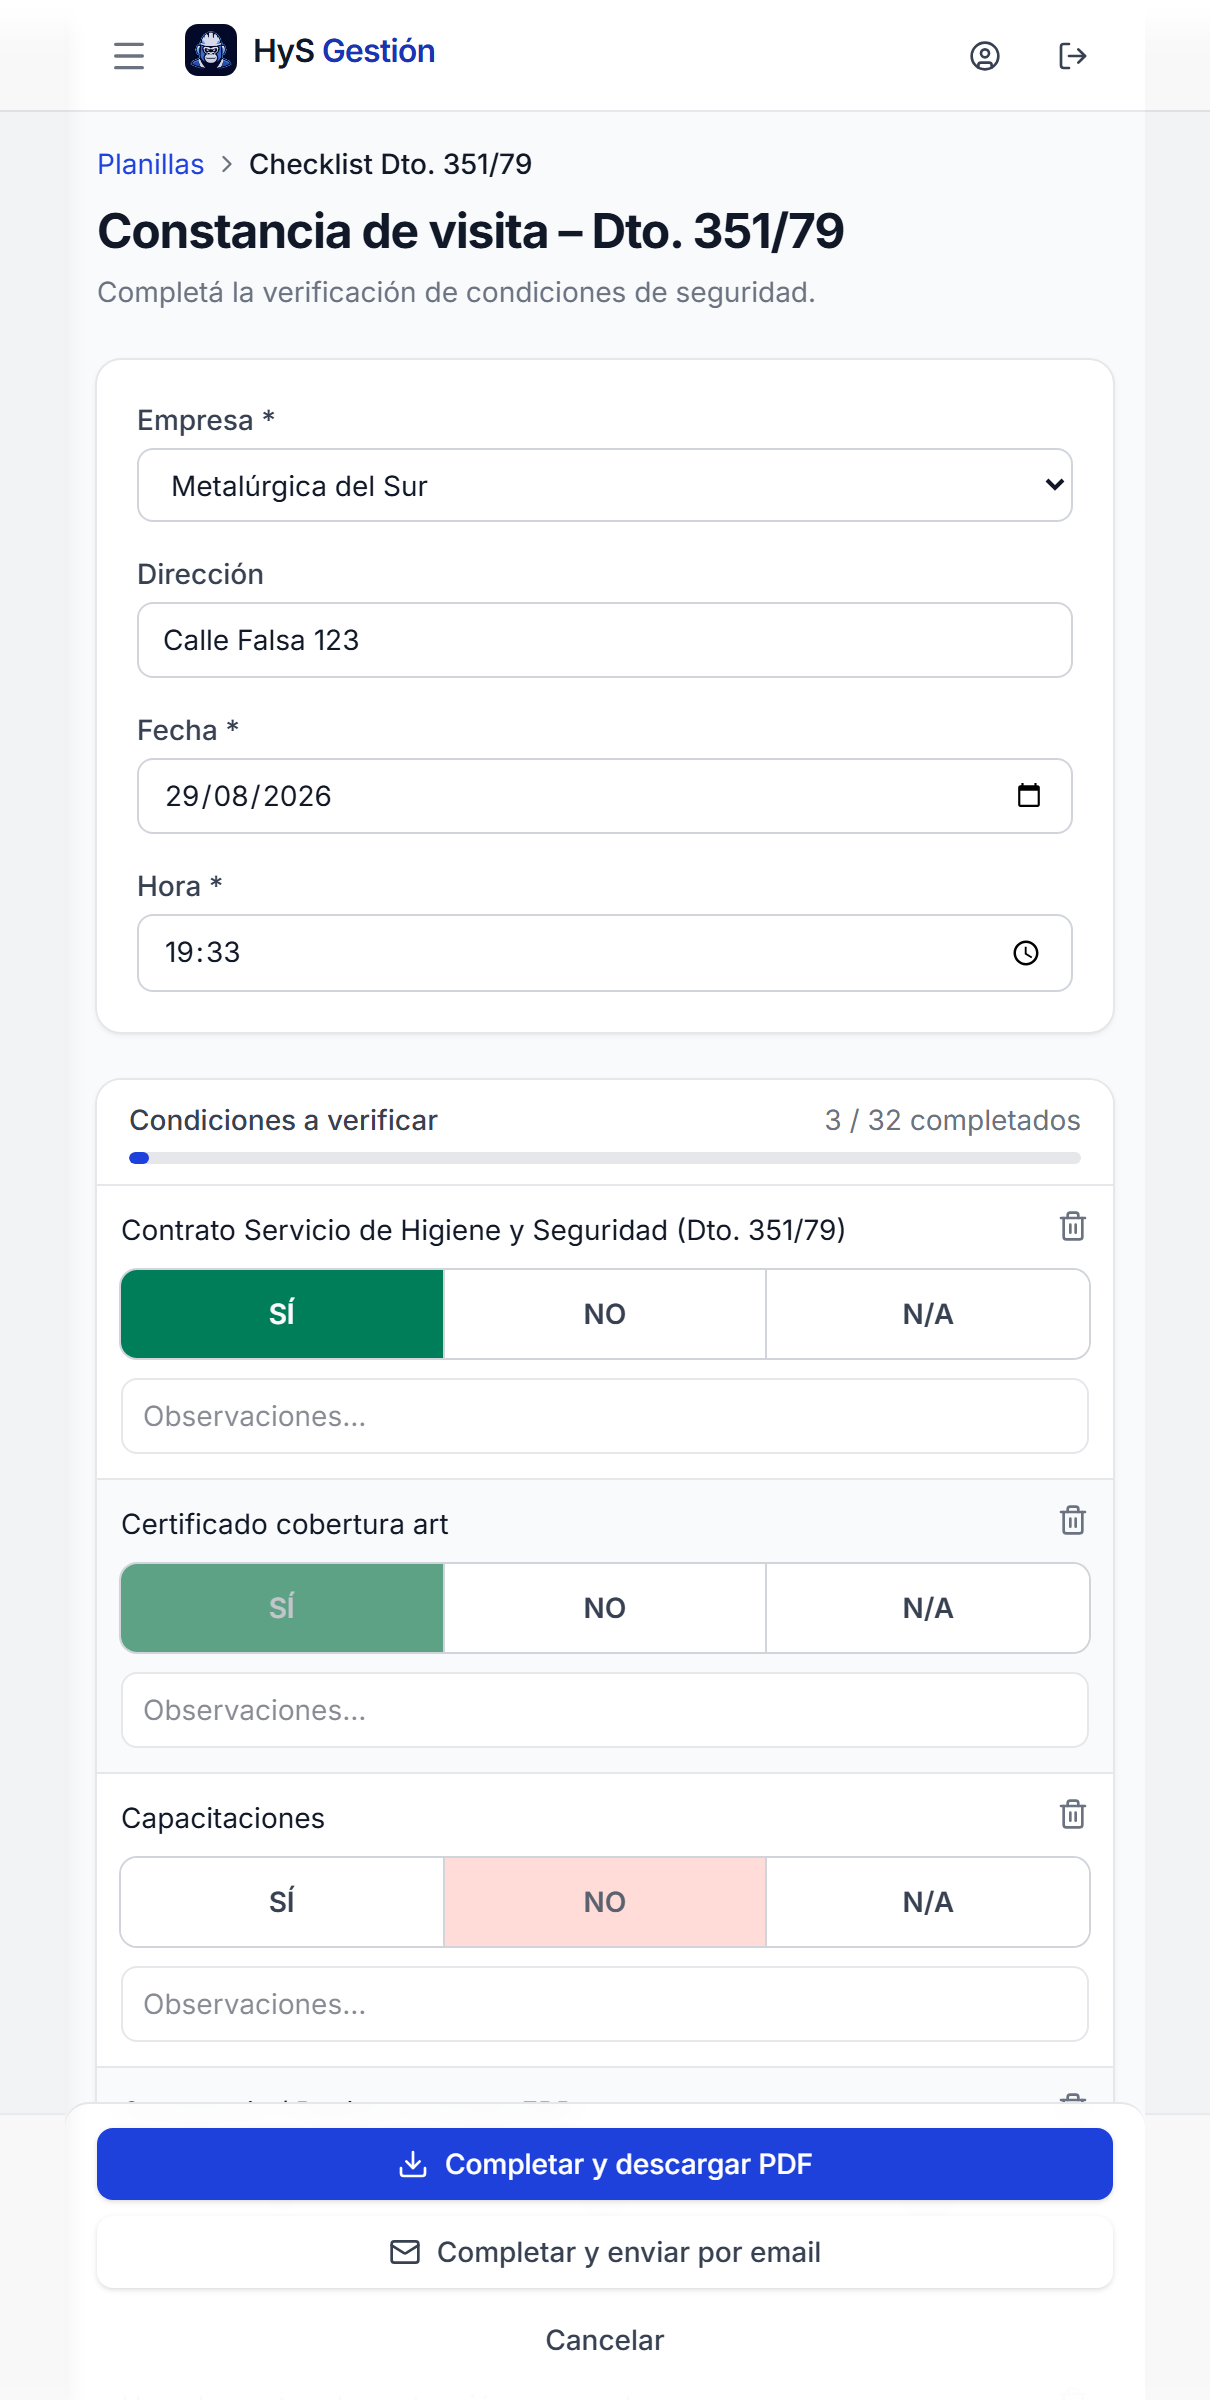 HyS Gestión
Planillas > Checklist Dto. 351/79
Constancia de visita – Dto. 351/79
Completá la verificación de condiciones de seguridad.
Empresa *
Metalúrgica del Sur
Dirección
Calle Falsa 123
Fecha *
29/08/2026
Hora *
19:33
Condiciones a verificar
3 / 32 completados
Contrato Servicio de Higiene y Seguridad (Dto. 351/79)
SÍ NO N/A
Observaciones...
Certificado cobertura art
SÍ NO N/A
Observaciones...
Capacitaciones
SÍ NO N/A
Observaciones...
Completar y descargar PDF
Completar y enviar por email
Cancelar